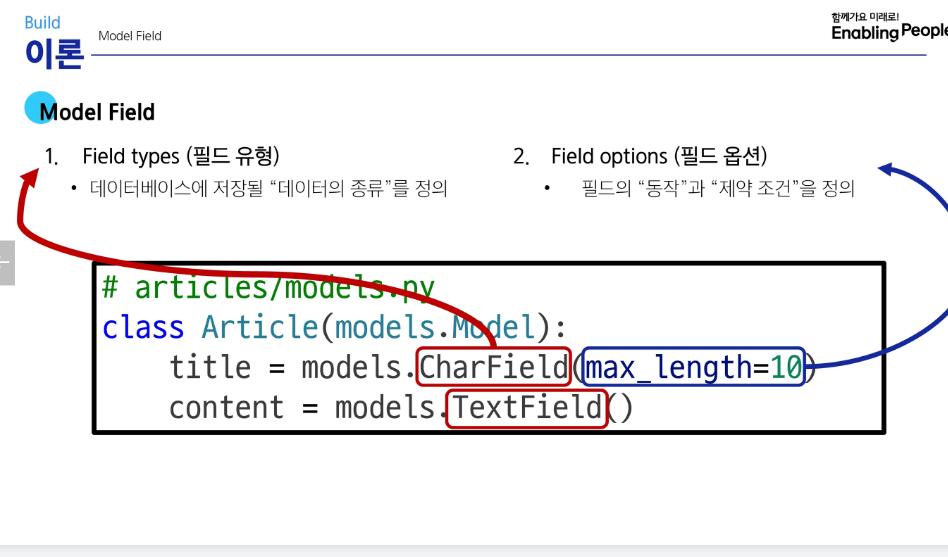 Build
이론
Model Field
함께가요 미래로!
Enabling People
Model Field
1. Field types (필드 유형)
• 데이터베이스에 저장될 “데이터의 종류”를 정의
2. Field options (필드 옵션)
• 필드의 “동작”과 “제약 조건”을 정의
# articles/models.py
class Article(models.Model):
    title = models.CharField(max_length=10)
    content = models.TextField()